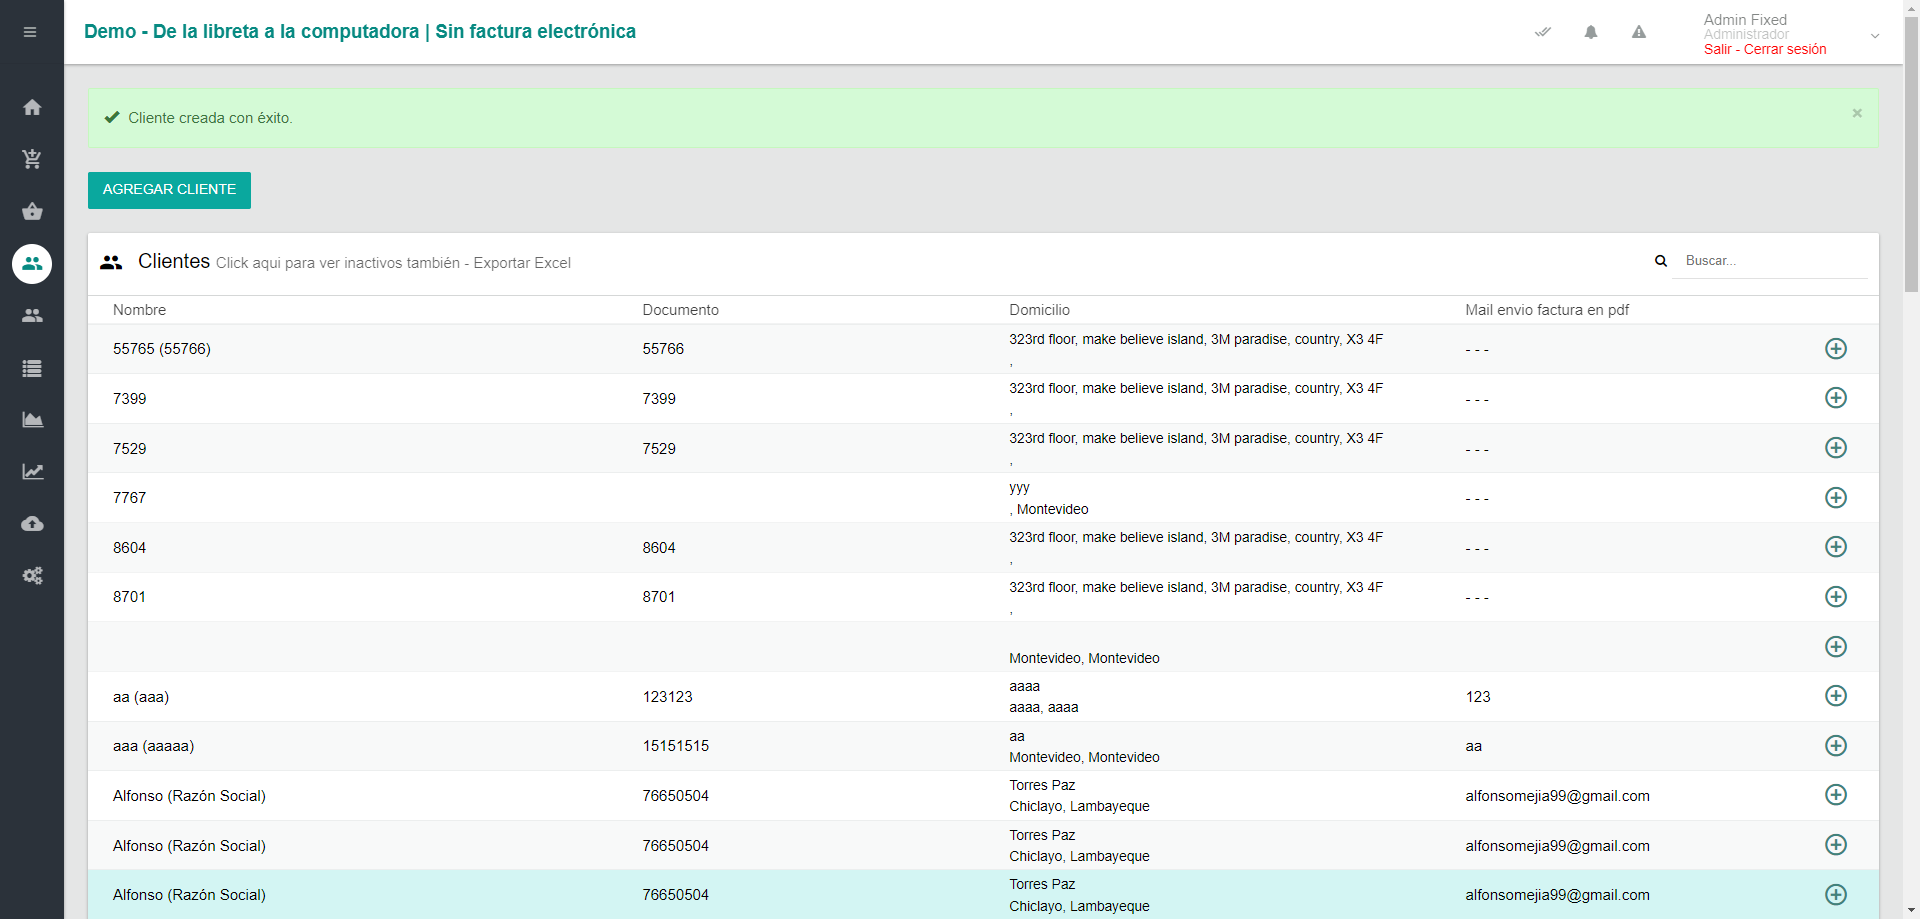 Demo - De la libreta a la computadora | Sin factura electrónica
Admin Fixed
Administrador
Salir - Cerrar sesión
Cliente creada con éxito.
×
AGREGAR CLIENTE
Clientes Click aqui para ver inactivos también - Exportar Excel
Buscar...
Nombre Documento Domicilio Mail envio factura en pdf
55765 (55766) 55766 323rd floor, make believe island, 3M paradise, country, X3 4F - - -
,
7399 7399 323rd floor, make believe island, 3M paradise, country, X3 4F - - -
,
7529 7529 323rd floor, make believe island, 3M paradise, country, X3 4F - - -
,
7767 yyy - - -
, Montevideo
8604 8604 323rd floor, make believe island, 3M paradise, country, X3 4F - - -
,
8701 8701 323rd floor, make believe island, 3M paradise, country, X3 4F - - -
,
Montevideo, Montevideo
aa (aaa) 123123 aaaa 123
aaaa, aaaa
aaa (aaaaa) 15151515 aa aa
Montevideo, Montevideo
Alfonso (Razón Social) 76650504 Torres Paz alfonsomejia99@gmail.com
Chiclayo, Lambayeque
Alfonso (Razón Social) 76650504 Torres Paz alfonsomejia99@gmail.com
Chiclayo, Lambayeque
Alfonso (Razón Social) 76650504 Torres Paz alfonsomejia99@gmail.com
Chiclayo, Lambayeque